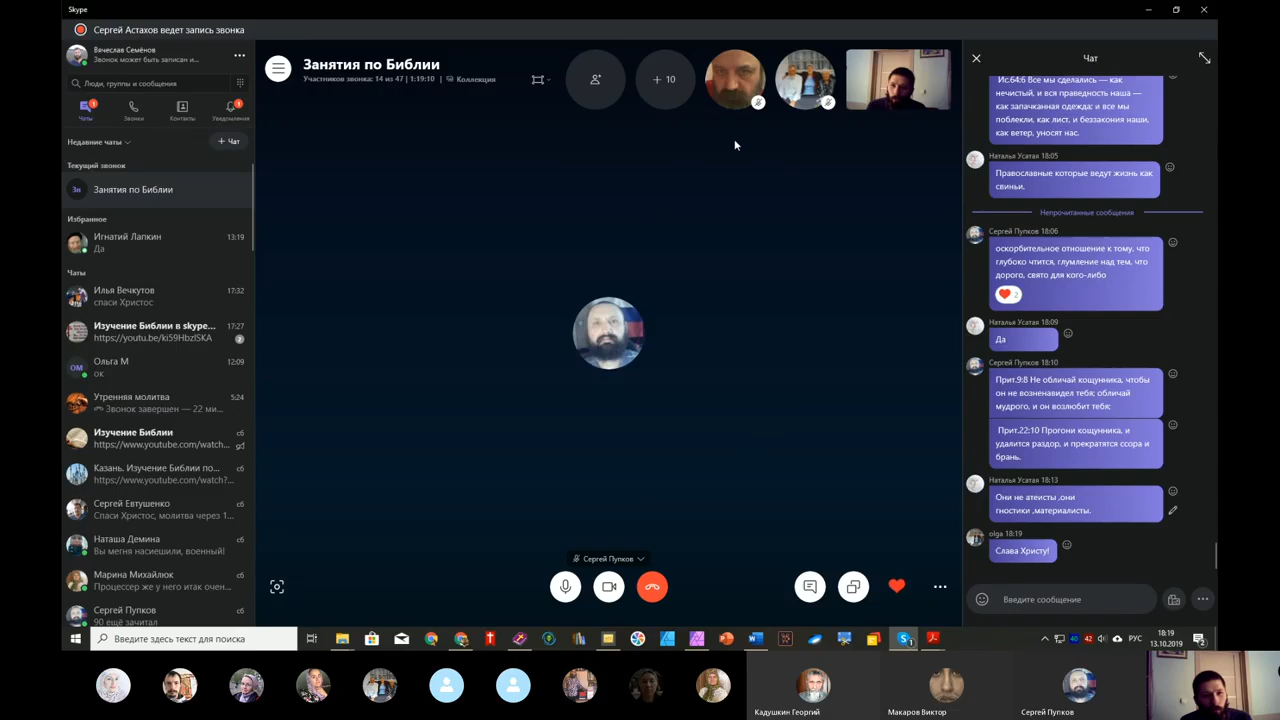 Skype
Сергей Астахов ведет запись звонка
Вячеслав Семёнов
Звонок может быть записан и...
Люди, группы и сообщения
1
1
Чаты
Звонки
Контакты
Уведомления
Недавние чаты
+ Чат
Текущий звонок
Зп
Занятия по Библии
Избранное
Игнатий Лапкин
13:19
Да
Чаты
Илья Вечкутов
17:32
спаси Христос
Изучение Библии в skype...
17:27
https://youtu.be/ki59HbzlSKA
2
ОМ
Ольга М
12:09
ок
Утренняя молитва
5:24
Звонок завершен — 22 ми...
Изучение Библии
сб
https://www.youtube.com/watch...
Казань. Изучение Библии по...
сб
https://www.youtube.com/watch?...
Сергей Евтушенко
сб
Спаси Христос, молитва через 1...
Наташа Демина
сб
Вы меня насмешили, военный!
Марина Михайлюк
сб
Процессер же у него итак очен...
Сергей Пупков
сб
90 ещё зачитал
Занятия по Библии
Участников звонка: 14 из 47 | 1:19:10 | Коллекция
+ 10
Сергей Пупков
Чат
Ис.64:6 Все мы сделались — как
нечистый, и вся праведность наша —
как запачканная одежда; и все мы
поблекли, как лист, и беззакония наши,
как ветер, уносят нас.
Наталья Усатая 18:05
Православные которые ведут жизнь как
свиньи.
Непрочитанные сообщения
Сергей Пупков 18:06
оскорбительное отношение к тому, что
глубоко чтится, глумление над тем, что
дорого, свято для кого-либо
2
Наталья Усатая 18:09
Да
Сергей Пупков 18:10
Прит.9:8 Не обличай кощунника, чтобы
он не возненавидел тебя; обличай
мудрого, и он возлюбит тебя;
Прит.22:10 Прогони кощунника, и
удалится раздор, и прекратятся ссора и
брань.
Наталья Усатая 18:13
Они не атеисты ,они
гностики ,материалисты.
olga 18:19
Слава Христу!
Введите сообщение
Введите здесь текст для поиска
40
42
РУС
18:19
13.10.2019
2
Кадушкин Георгий
Макаров Виктор
Сергей Пупков